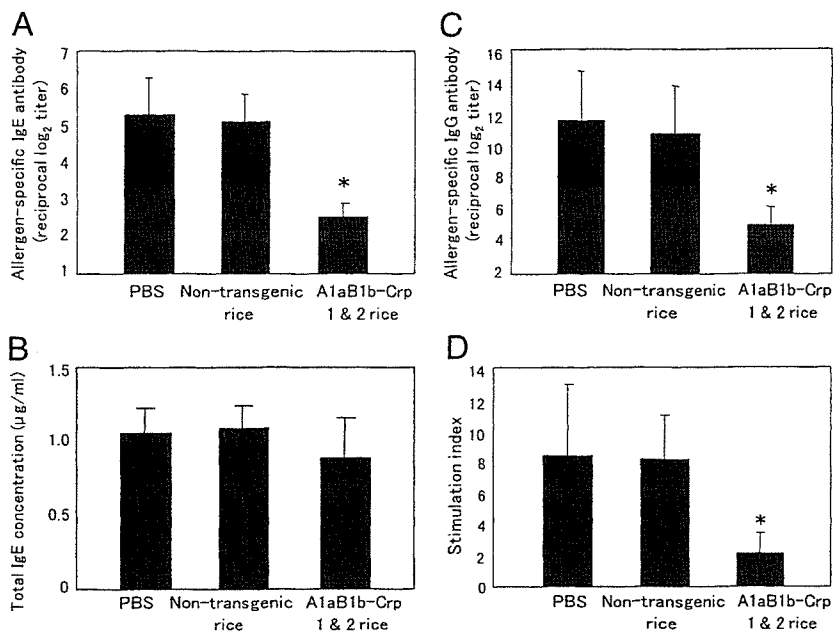 A
Allergen-specific IgE antibody
(reciprocal log2 titer)
7
6
5
4
3
2
1
*
PBS
Non-transgenic
rice
A1aB1b-Crp
1 & 2 rice
C
Allergen-specific IgG antibody
(reciprocal log2 titer)
16
14
12
10
8
6
4
2
*
PBS
Non-transgenic
rice
A1aB1b-Crp
1 & 2 rice
B
Total IgE concentration (μg/ml)
1.5
1.0
0.5
0
PBS
Non-transgenic
rice
A1aB1b-Crp
1 & 2 rice
D
Stimulation index
14
12
10
8
6
4
2
0
*
PBS
Non-transgenic
rice
A1aB1b-Crp
1 & 2 rice